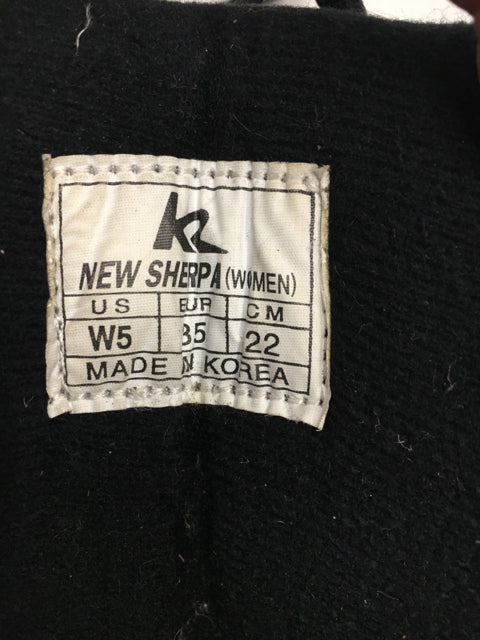 K
NEW SHERPA (WOMEN)
US EUR CM
W5 35 22
MADE IN KOREA